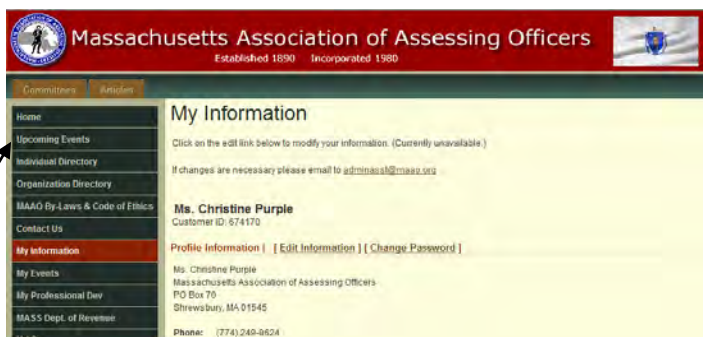 Massachusetts Association of Assessing Officers
Established 1890 Incorporated 1980
Committees Articles
Home
Upcoming Events
Individual Directory
Organization Directory
MAAO By-Laws & Code of Ethics
Contact Us
My Information
My Events
My Professional Dev
MASS Dept. of Revenue
My Information
Click on the edit link below to modify your information. (Currently unavailable.)
If changes are necessary please email to adminasst@maao.org
Ms. Christine Purple
Customer ID: 674170
Profile Information | [ Edit Information ] [ Change Password ]
Ms. Christine Purple
Massachusetts Association of Assessing Officers
PO Box 70
Shrewsbury, MA 01545
Phone: (774) 249-8624